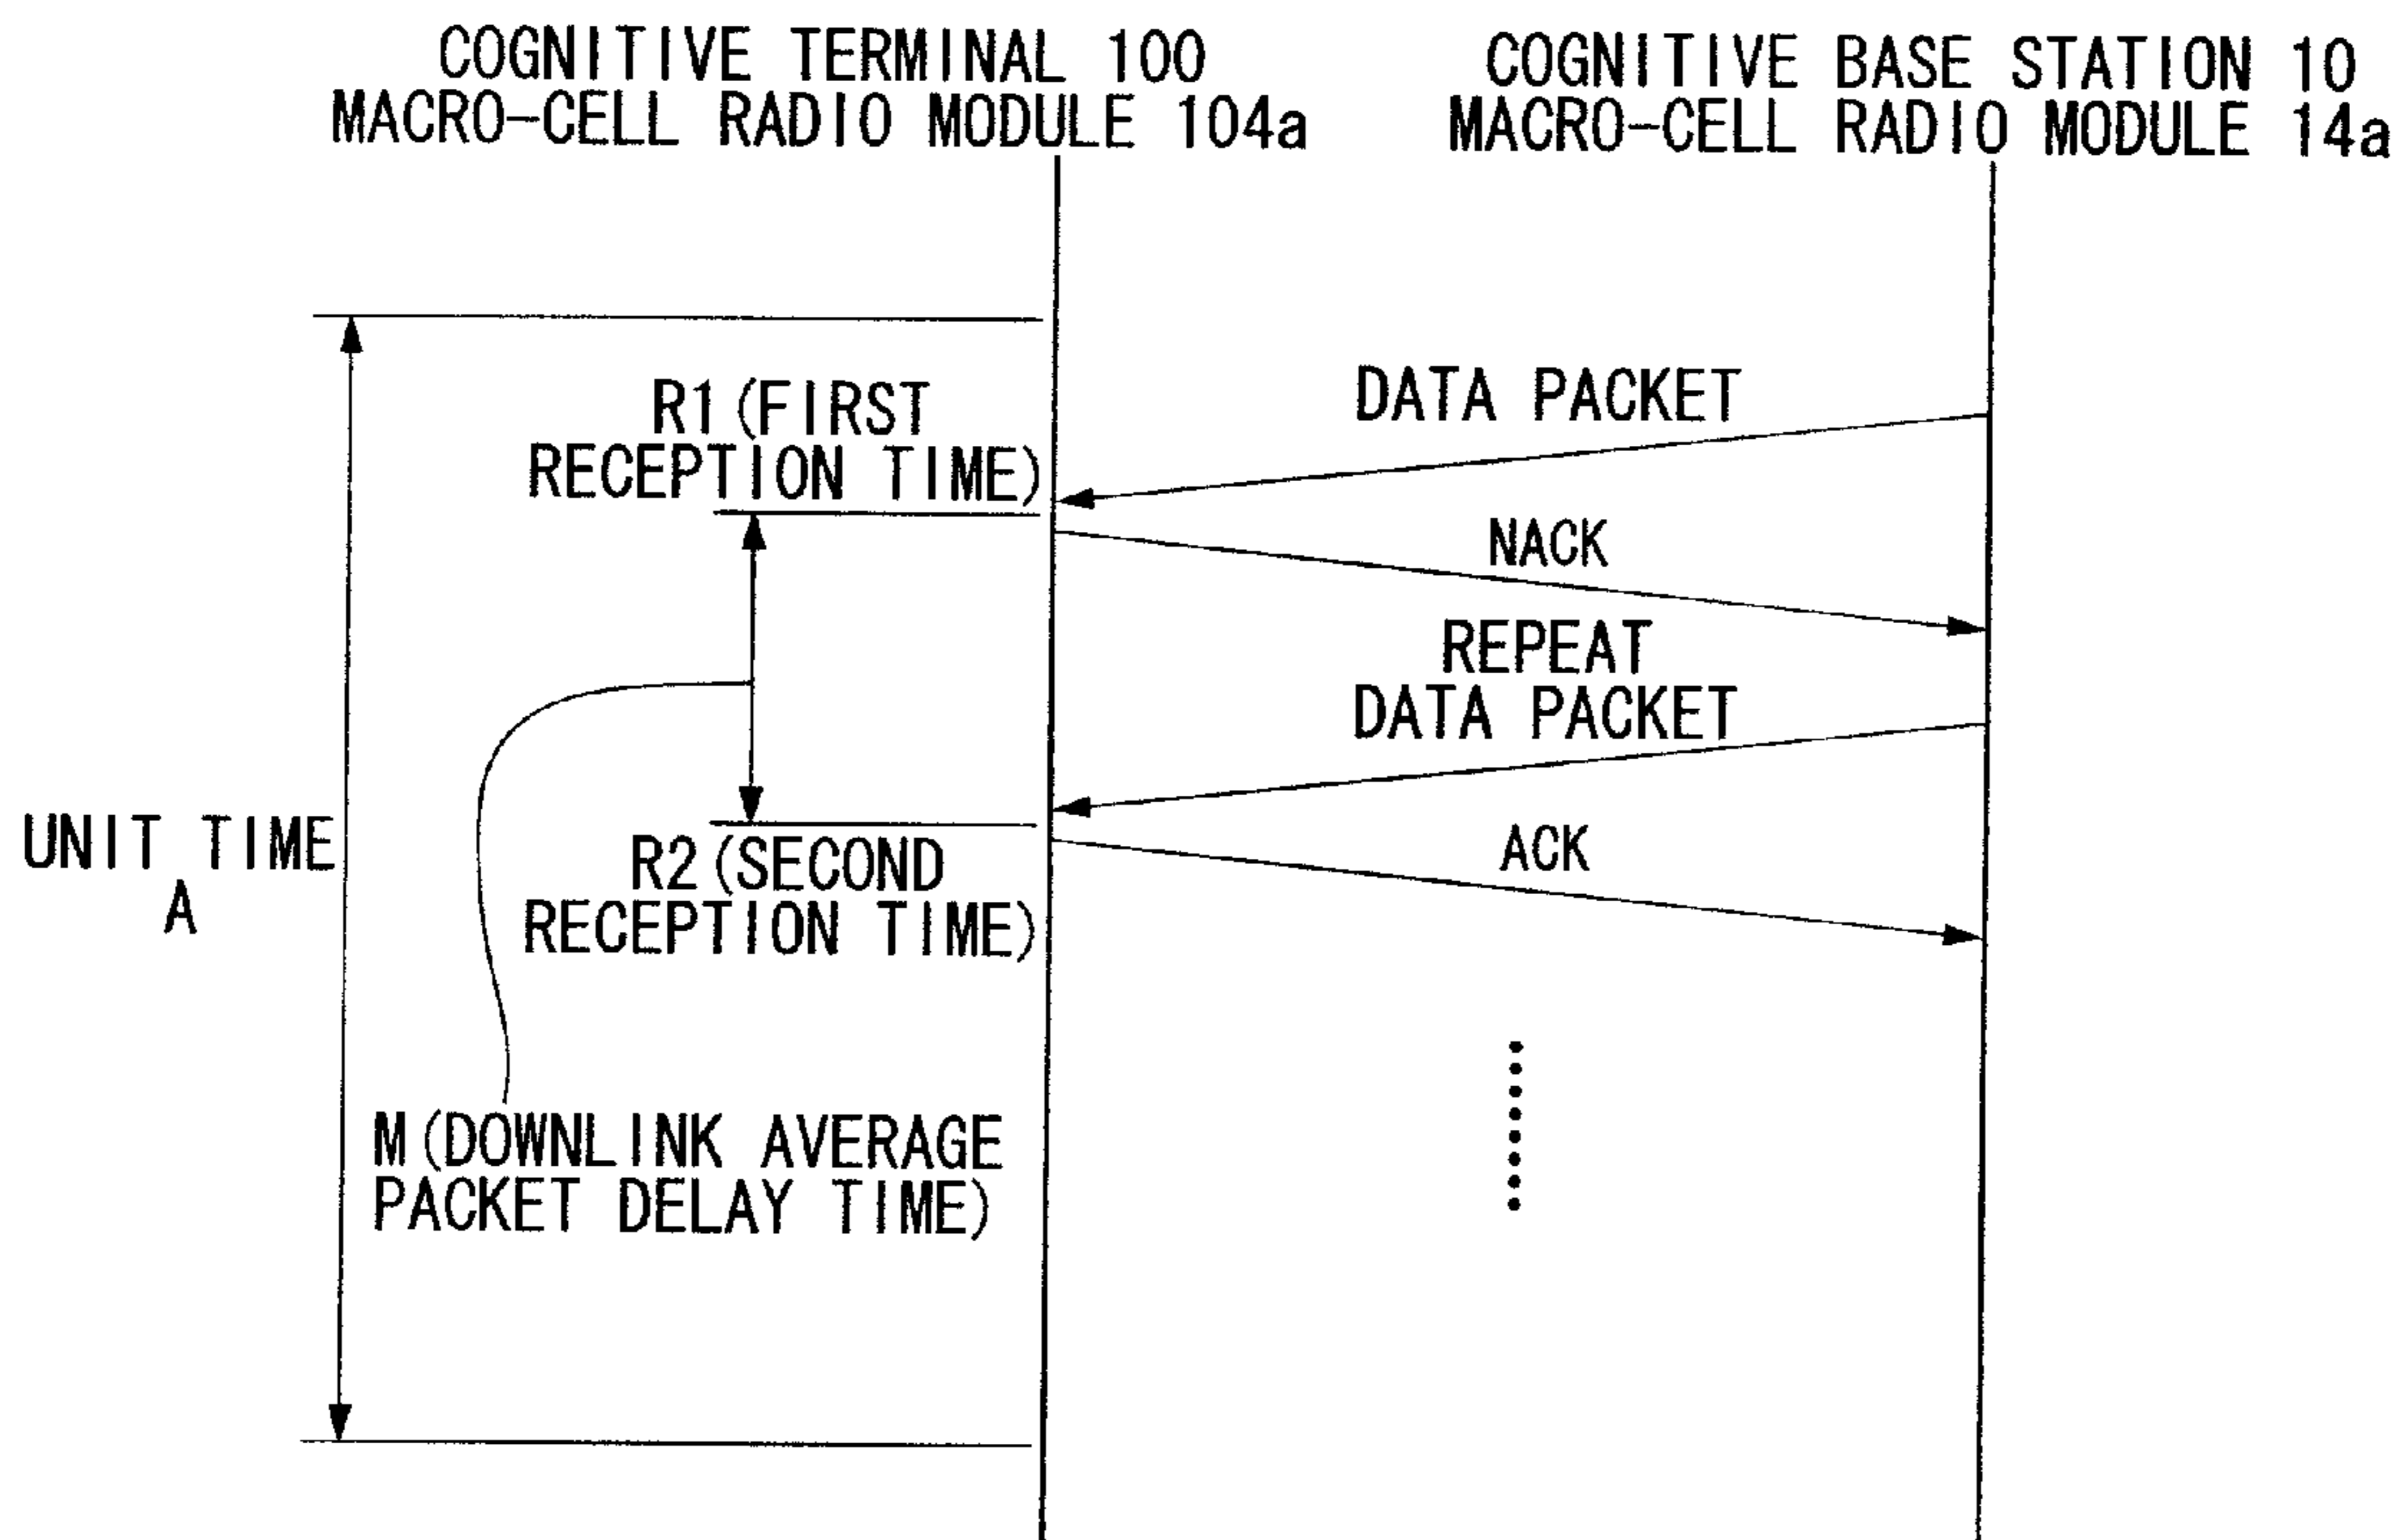 COGNITIVE TERMINAL 100
MACRO-CELL RADIO MODULE 104a
COGNITIVE BASE STATION 10
MACRO-CELL RADIO MODULE 14a
R1(FIRST
RECEPTION TIME)
DATA PACKET
NACK
REPEAT
DATA PACKET
UNIT TIME
A
R2(SECOND
RECEPTION TIME)
ACK
M(DOWNLINK AVERAGE
PACKET DELAY TIME)